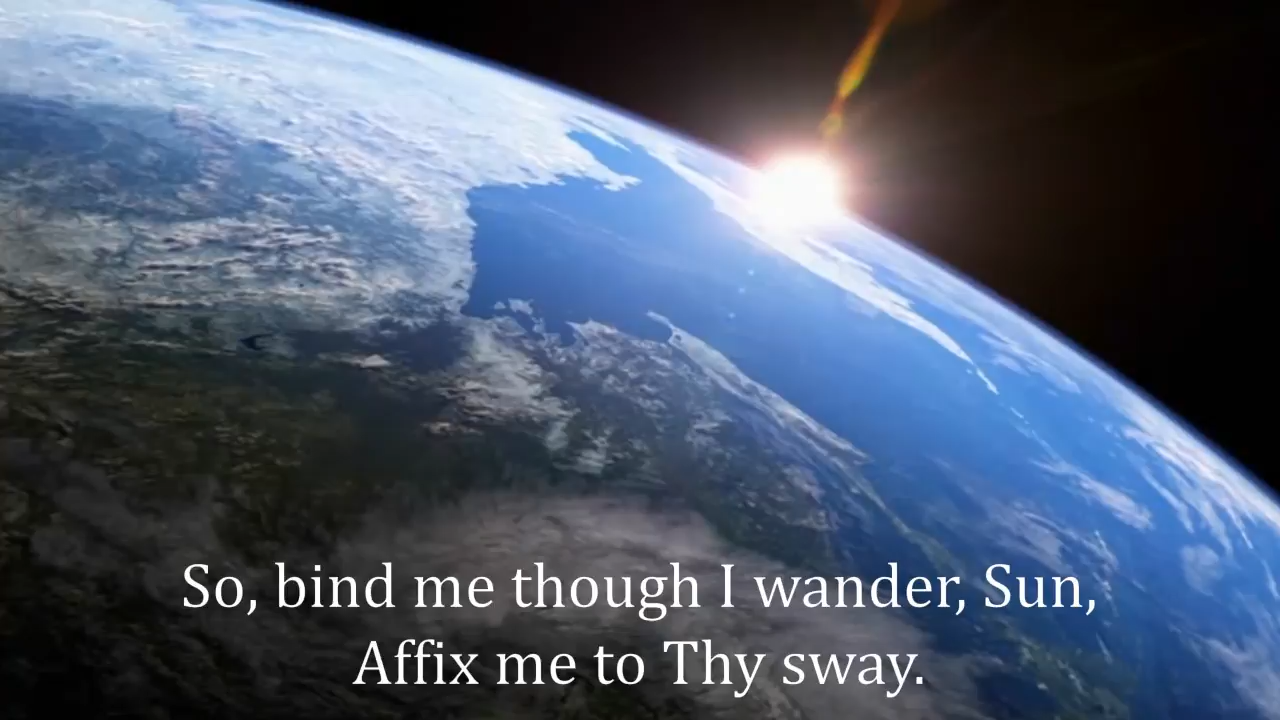 So, bind me though I wander, Sun,
Affix me to Thy sway.